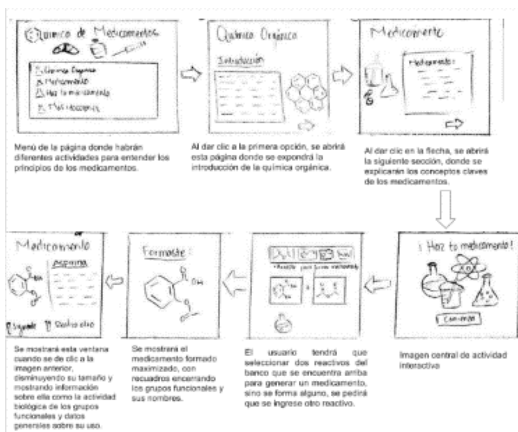 Química de Medicamentos
Química Orgánica
Medicamento
Haz tu medicamento
Más reacciones
Menú de la página donde habrán
diferentes actividades para entender los
principios de los medicamentos.
Química Orgánica
Introducción
Al dar clic a la primera opción, se abrirá
esta página donde se expondrá la
introducción de la química orgánica.
Medicamento
Medicamento:
Al dar clic en la flecha, se abrirá
la siguiente sección, donde se
explicarán los conceptos claves
de los medicamentos.
Medicamento
Aspirina
OH
Siguiente
Se mostrará esta ventana
cuando se de clic a la
imagen anterior,
disminuyendo su tamaño y
mostrando información
sobre ella como la actividad
biológica de los grupos
funcionales y datos
generales sobre su uso.
Formaste:
OH
Se mostrará el
medicamento formado
maximizado, con
recuadros encerrando
los grupos funcionales y
sus nombres.
El usuario tendrá que
seleccionar dos reactivos del
banco que se encuentra arriba
para generar un medicamento,
sino se forma alguno, se pedirá
que se ingrese otro reactivo.
¡Haz tu medicamento!
Comienza
Imagen central de actividad
interactiva